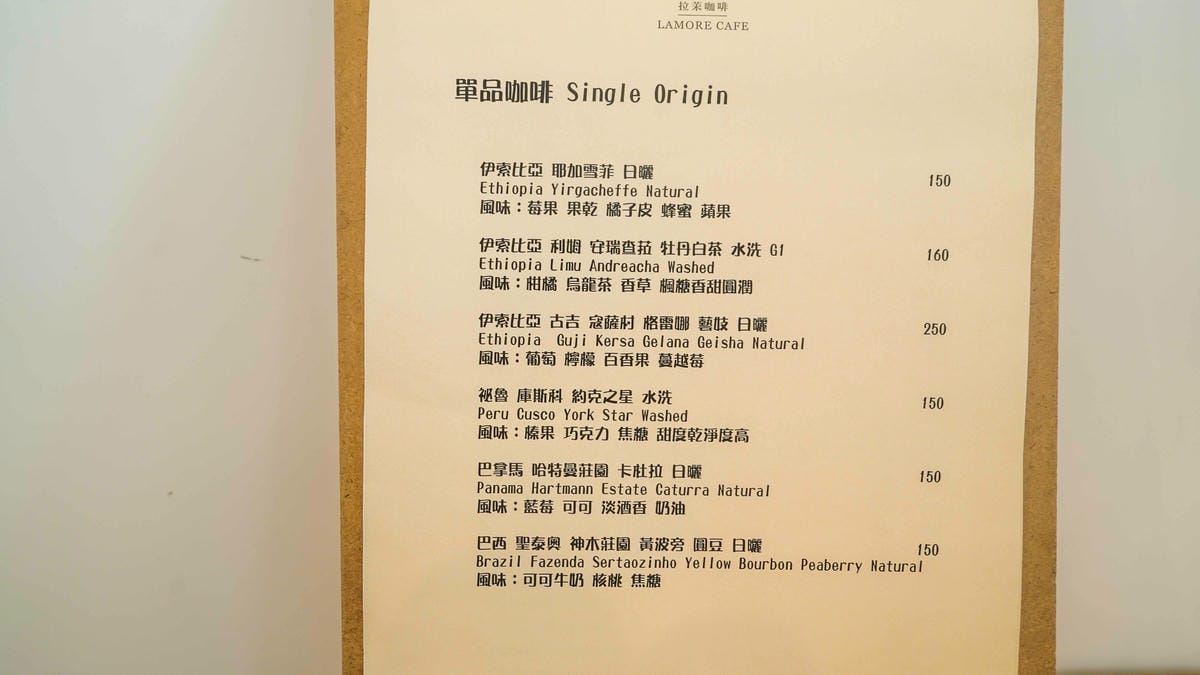 拉茉咖啡
LAMORE CAFE
單品咖啡 Single Origin
伊索比亞 耶加雪菲 日曬
Ethiopia Yirgacheffe Natural
150
風味：莓果 果乾 橘子皮 蜂蜜 蘋果
伊索比亞 利姆 安瑞查菈 牡丹白茶 水洗 G1
Ethiopia Limu Andreacha Washed
160
風味：柑橘 烏龍茶 香草 楓糖香甜圓潤
伊索比亞 古吉 寇薩村 格雷娜 藝妓 日曬
Ethiopia Guji Kersa Gelana Geisha Natural
250
風味：葡萄 檸檬 百香果 蔓越莓
祕魯 庫斯科 約克之星 水洗
Peru Cusco York Star Washed
150
風味：榛果 巧克力 焦糖 甜度乾淨度高
巴拿馬 哈特曼莊園 卡杜拉 日曬
Panama Hartmann Estate Caturra Natural
150
風味：藍莓 可可 淡酒香 奶油
巴西 聖泰奧 神木莊園 黃波旁 圓豆 日曬
Brazil Fazenda Sertaozinho Yellow Bourbon Peaberry Natural
150
風味：可可牛奶 核桃 焦糖